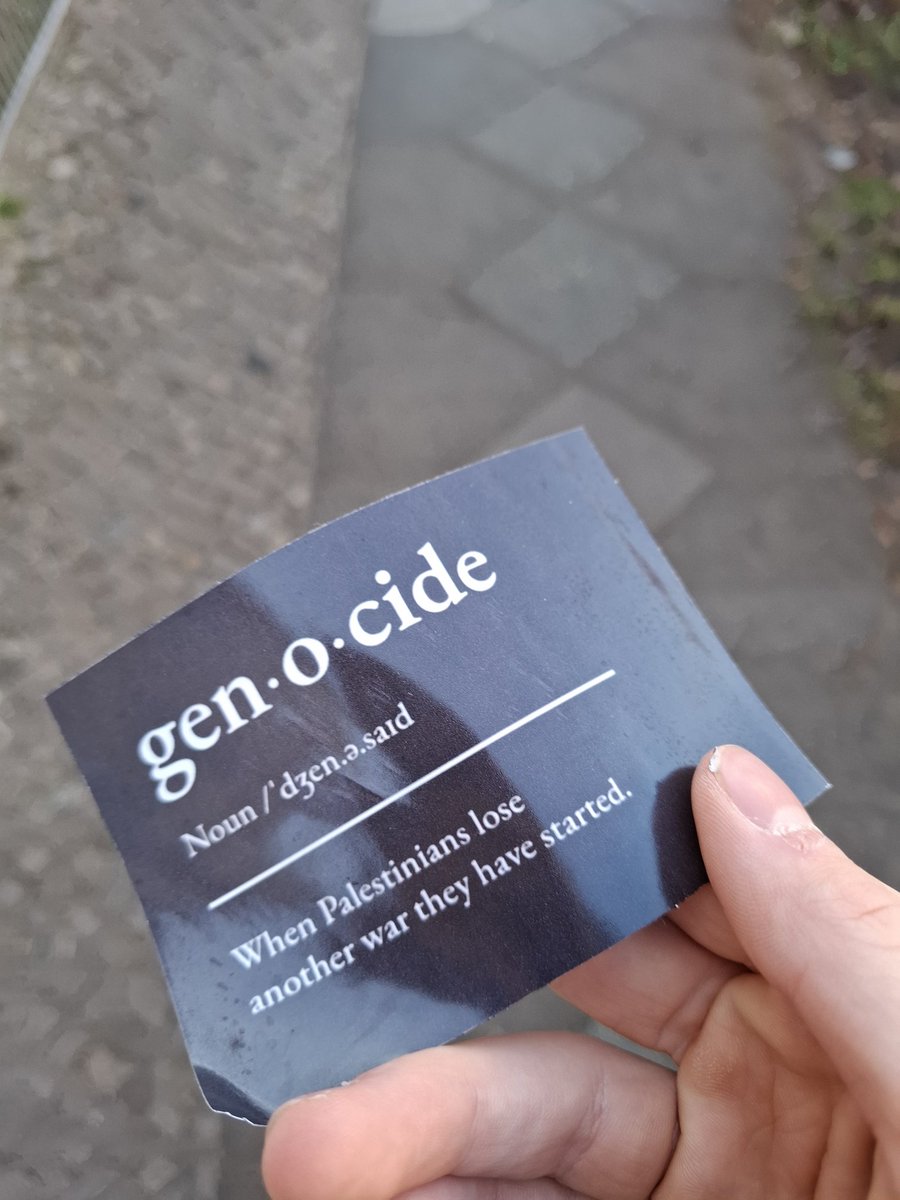 gen·o·cide
Noun /ˈdʒen.ə.saɪd
When Palestinians lose
another war they have started.